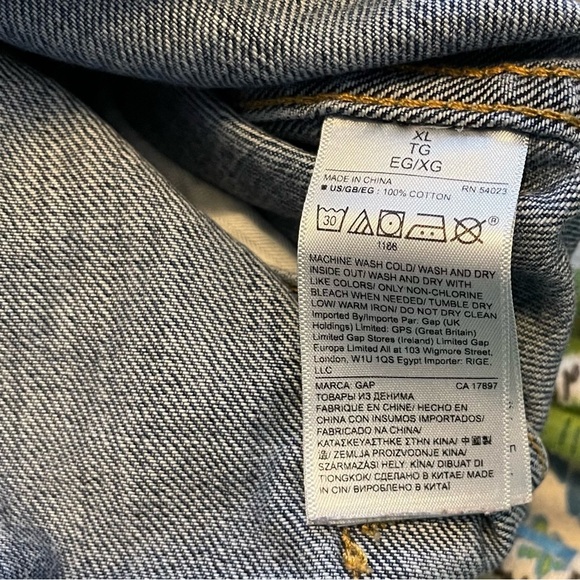 XL
TG
EG/XG
MADE IN CHINA RN 54023
■ US/GB/EG : 100% COTTON
30
®
1166
MACHINE WASH COLD/ WASH AND DRY
INSIDE OUT/ WASH AND DRY WITH
LIKE COLORS/ ONLY NON-CHLORINE
BLEACH WHEN NEEDED/ TUMBLE DRY
LOW/ WARM IRON/ DO NOT DRY CLEAN
Imported By/Importe Par. Gap (UK
Holdings) Limited: GPS (Great Britain)
Limited Gap Stores (Ireland) Limited Gap
Europe Limited All at 103 Wigmore Street,
London, W1U 1QS Egypt Importer: RIGE,
LLC
MARCA: GAP CA 17897
ТОВАРЫ ИЗ ДЕНИМА
FABRIQUE EN CHINE/ HECHO EN
CHINA CON INSUMOS IMPORTADOS/
FABRICADO NA CHINA/
ΚΑΤΑΣΚΕΥΑΣΤΗΚΕ ΣΤΗΝ ΚΙΝΑ/ 中國製
造/ ZEMLJA PROIZVODNJE KINA/
SZÁRMAZÁSI HELY: KÍNA/ DIBUAT DI
TIONGKOK/ СДЕЛАНО В КИТАЕ/ MADE
IN CIN/ ВИРОБЛЕНО В КИТАЇ